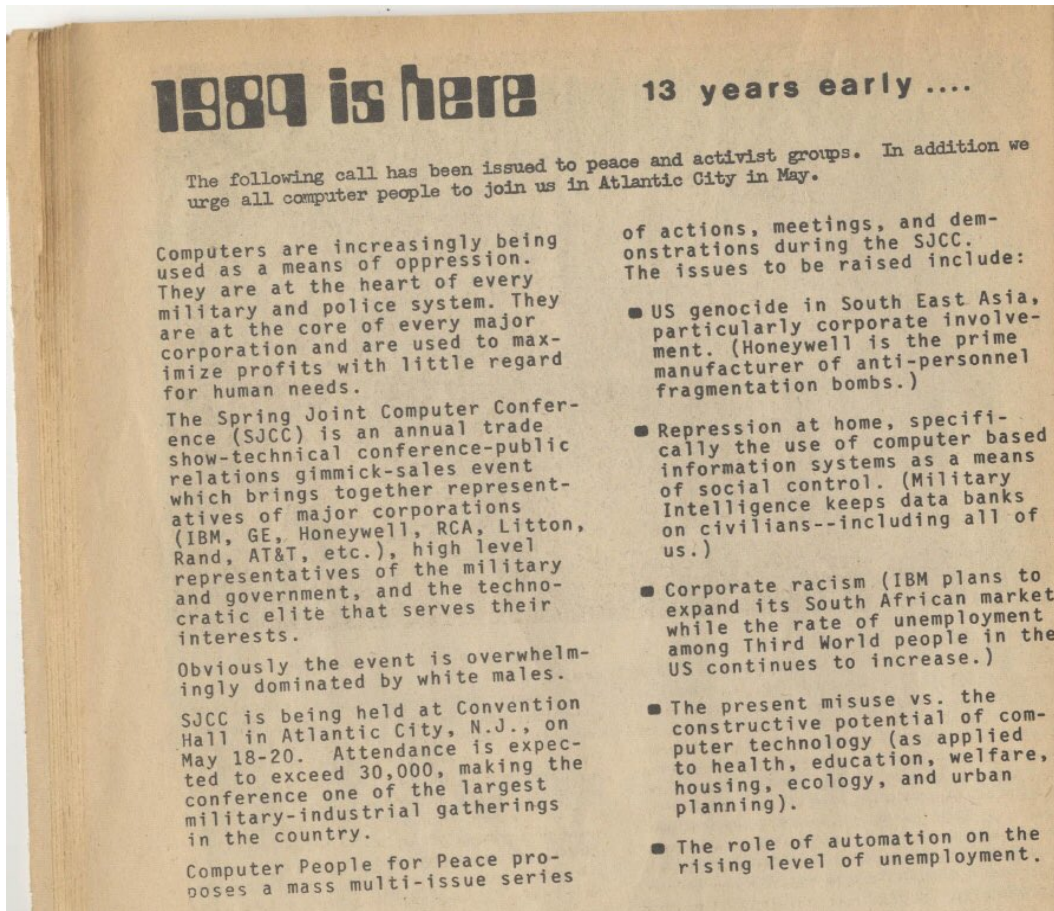 1984 is here
13 years early ....
The following call has been issued to peace and activist groups. In addition we
urge all computer people to join us in Atlantic City in May.
Computers are increasingly being
used as a means of oppression.
They are at the heart of every
military and police system. They
are at the core of every major
corporation and are used to max-
imize profits with little regard
for human needs.
The Spring Joint Computer Confer-
ence (SJCC) is an annual trade
show-technical conference-public
relations gimmick-sales event
which brings together represent-
atives of major corporations
(IBM, GE, Honeywell, RCA, Litton,
Rand, AT&T, etc.), high level
representatives of the military
and government, and the techno-
cratic elite that serves their
interests.
Obviously the event is overwhelm-
ingly dominated by white males.
SJCC is being held at Convention
Hall in Atlantic City, N.J., on
May 18-20. Attendance is expec-
ted to exceed 30,000, making the
conference one of the largest
military-industrial gatherings
in the country.
Computer People for Peace pro-
poses a mass multi-issue series
of actions, meetings, and dem-
onstrations during the SJCC.
The issues to be raised include:
US genocide in South East Asia,
particularly corporate involve-
ment. (Honeywell is the prime
manufacturer of anti-personnel
fragmentation bombs.)
Repression at home, specifi-
cally the use of computer based
information systems as a means
of social control. (Military
Intelligence keeps data banks
on civilians--including all of
us.)
Corporate racism (IBM plans to
expand its South African market
while the rate of unemployment
among Third World people in the
US continues to increase.)
The present misuse vs. the
constructive potential of com-
puter technology (as applied
to health, education, welfare,
housing, ecology, and urban
planning).
The role of automation on the
rising level of unemployment.